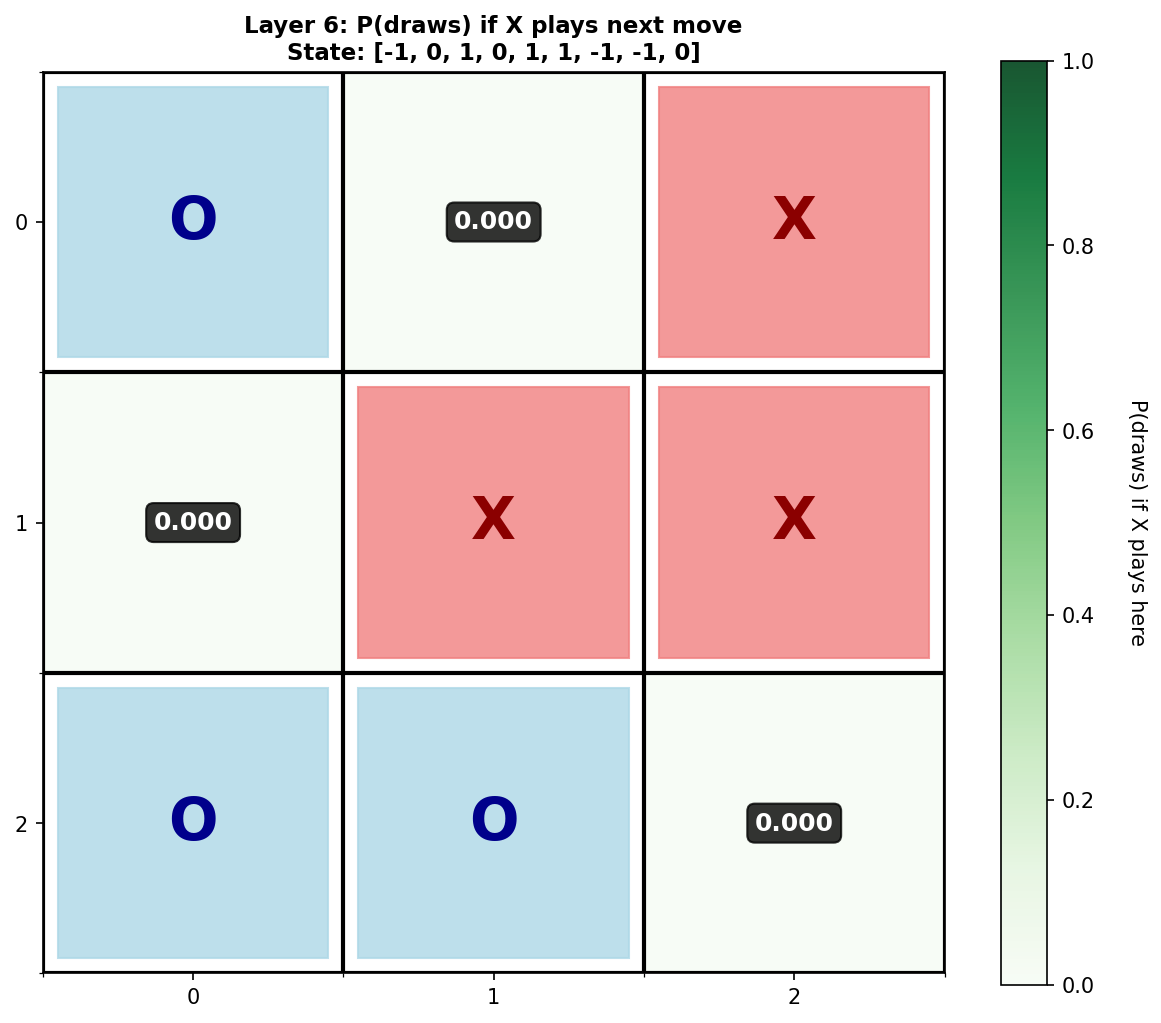 Layer 6: P(draws) if X plays next move
State: [-1, 0, 1, 0, 1, 1, -1, -1, 0]
0
O
0.000
X
1
0.000
X
X
2
O
O
0.000
0
1
2
1.0
0.8
0.6
0.4
0.2
0.0
P(draws) if X plays here